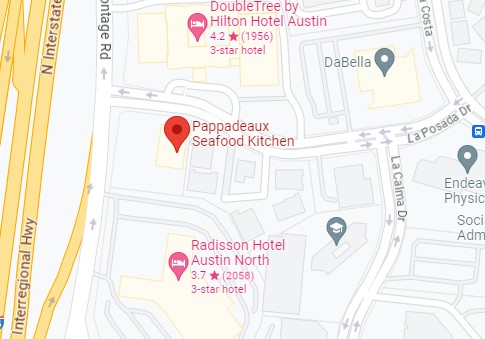 DoubleTree by
Hilton Hotel Austin
4.2 ★ (1956)
3-star hotel
N Interstate
ontage Rd
a Costa
DaBella
Pappadeaux
Seafood Kitchen
La Posada Dr
La Calma Dr
Endeav
Physic
Soci
Adm
Radisson Hotel
Austin North
3.7 ★ (2058)
3-star hotel
Interregional Hwy